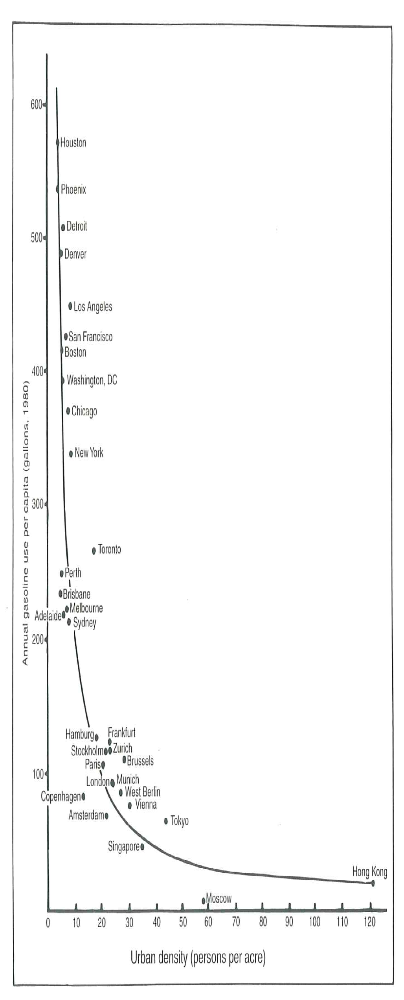 600
Houston
Phoenix
Detroit
500
Denver
Los Angeles
San Francisco
Boston
400
Washington, DC
Chicago
New York
Annual gasoline use per capita (gallons, 1980)
300
Toronto
Perth
Brisbane
Melbourne
Adelaide
Sydney
200
Hamburg
Frankfurt
Stockholm
Zurich
Brussels
Paris
100
London
Munich
West Berlin
Copenhagen
Vienna
Amsterdam
Tokyo
Singapore
Hong Kong
Moscow
0 10 20 30 40 50 60 70 80 90 100 110 120
Urban density (persons per acre)